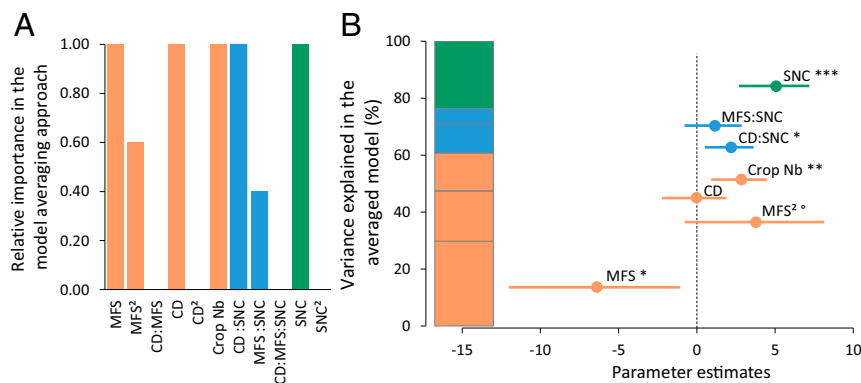 A
Relative importance in the
model averaging approach
1.00
0.80
0.60
0.40
0.20
0.00
MFS
MFS²
CD:MFS
CD
CD²
Crop Nb
CD :SNC
MFS :SNC
CD:MFS:SNC
SNC
SNC²
B
Variance explained in the
averaged model (%)
100
80
60
40
20
0
SNC ***
MFS:SNC
CD:SNC *
Crop Nb **
CD
MFS² °
MFS *
-15
-10
-5
0
5
10
Parameter estimates